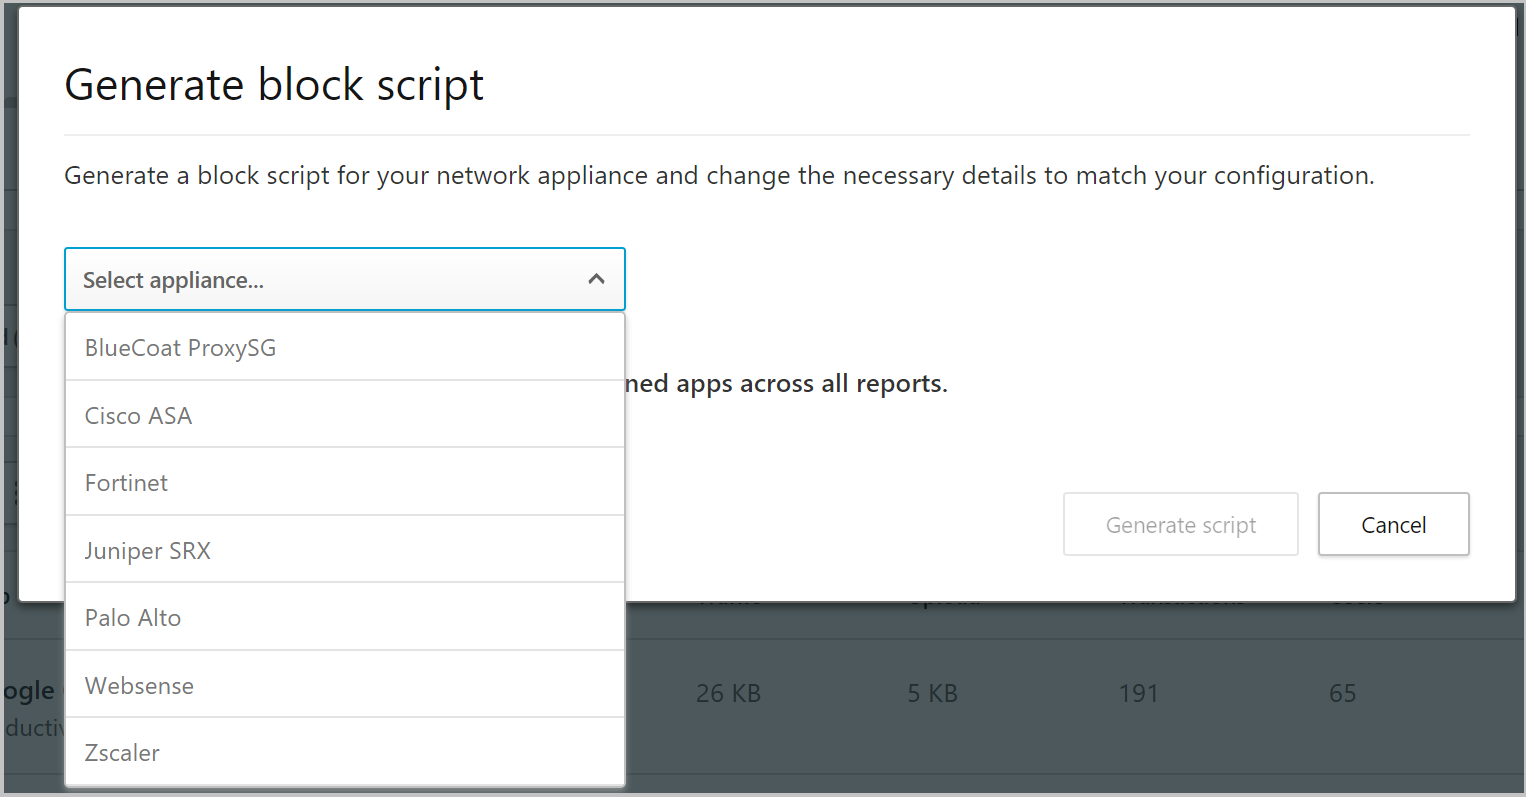 Generate block script
Generate a block script for your network appliance and change the necessary details to match your configuration.
Select appliance...
BlueCoat ProxySG
ned apps across all reports.
Cisco ASA
Fortinet
Generate script
Cancel
Juniper SRX
Palo Alto
Websense
ogle
26 KB
5 KB
191
65
Zscaler